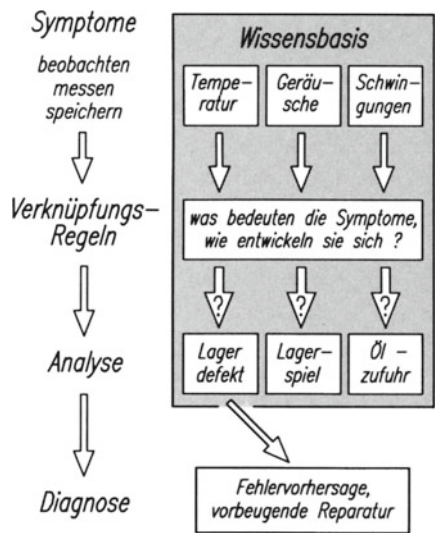 Symptome
beobachten
messen
speichern
Verknüpfungs-
Regeln
Analyse
Diagnose
Wissensbasis
Tempe-
ratur
Geräu-
sche
Schwin-
gungen
was bedeuten die Symptome,
wie entwickeln sie sich ?
?
?
?
Lager
defekt
Lager-
spiel
Öl -
zufuhr
Fehlervorhersage,
vorbeugende Reparatur